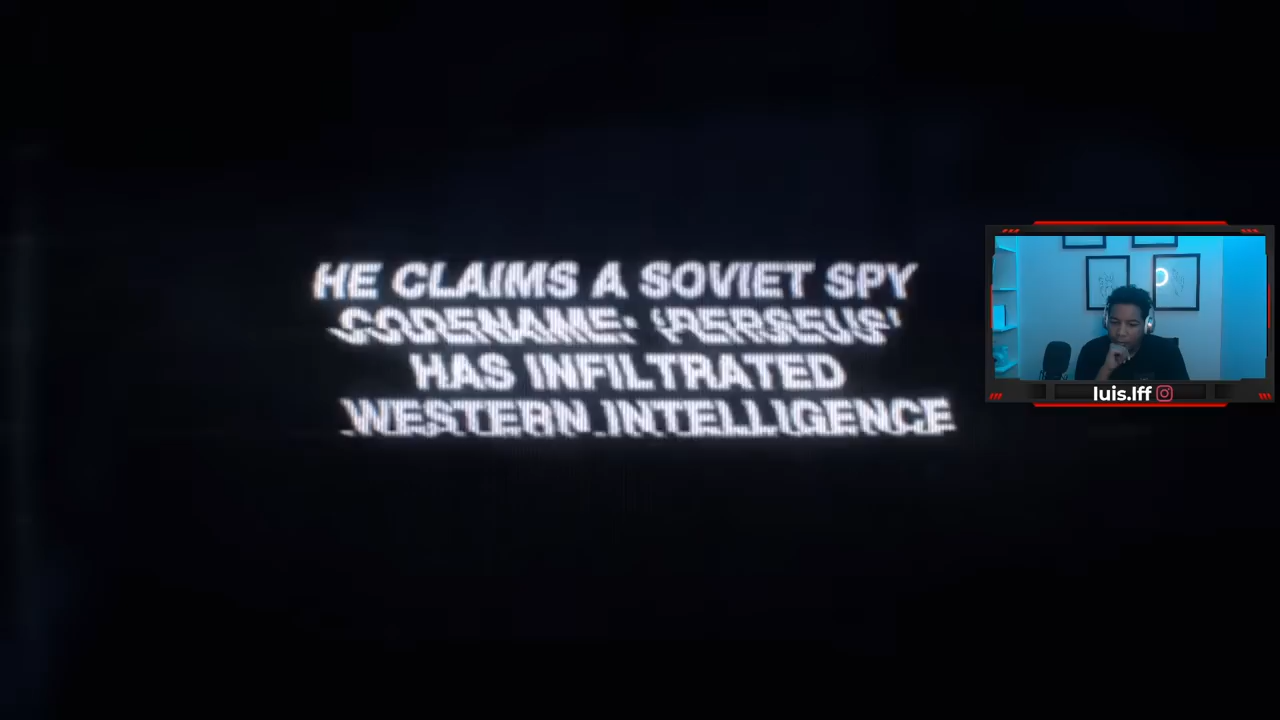 HE CLAIMS A SOVIET SPY
CODENAME: 'PERSEUS'
HAS INFILTRATED
WESTERN INTELLIGENCE
luis.lff